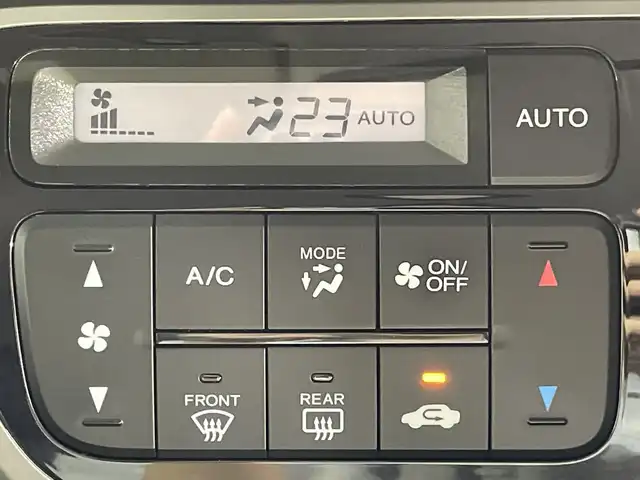 23 AUTO
AUTO
A/C
MODE
ON/
OFF
FRONT
REAR